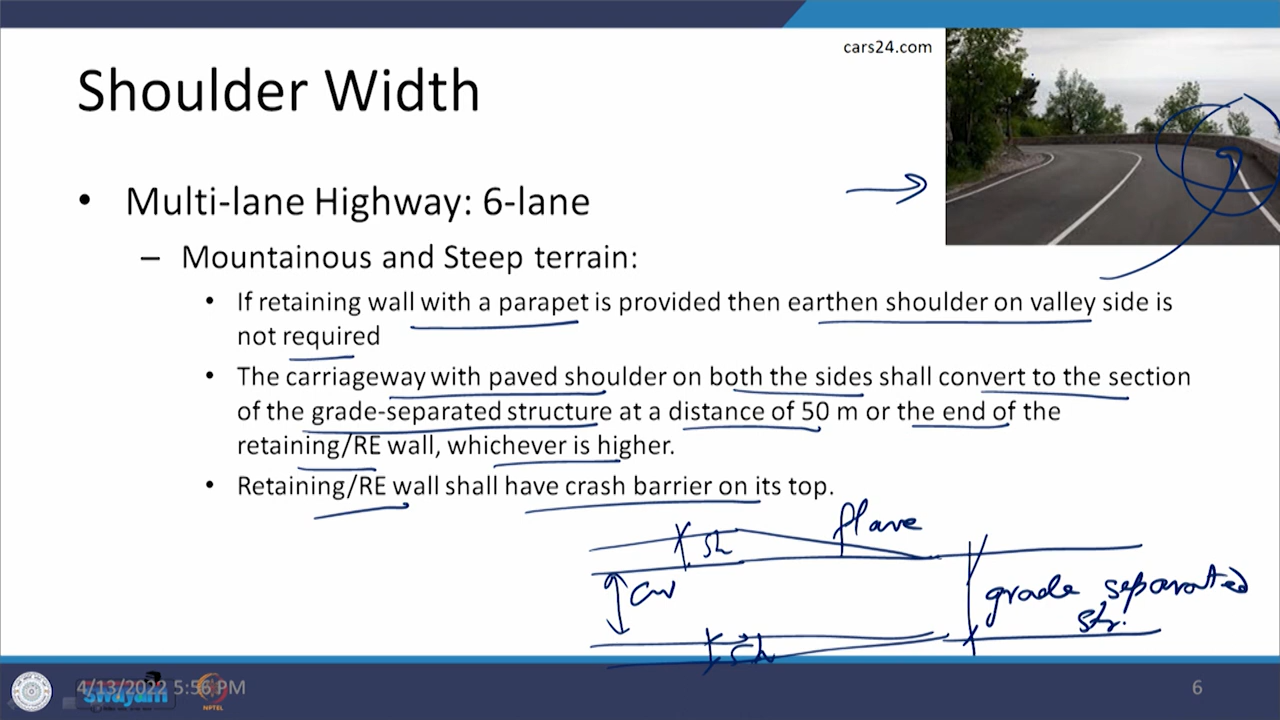 cars24.com
Shoulder Width
• Multi-lane Highway: 6-lane
– Mountainous and Steep terrain:
• If retaining wall with a parapet is provided then earthen shoulder on valley side is
not required
• The carriageway with paved shoulder on both the sides shall convert to the section
of the grade-separated structure at a distance of 50 m or the end of the
retaining/RE wall, whichever is higher.
• Retaining/RE wall shall have crash barrier on its top.
flare
Sh
CW
grade separated
str.
Sh
4/13/2022 5:56 PM
swayam
NPTEL
6